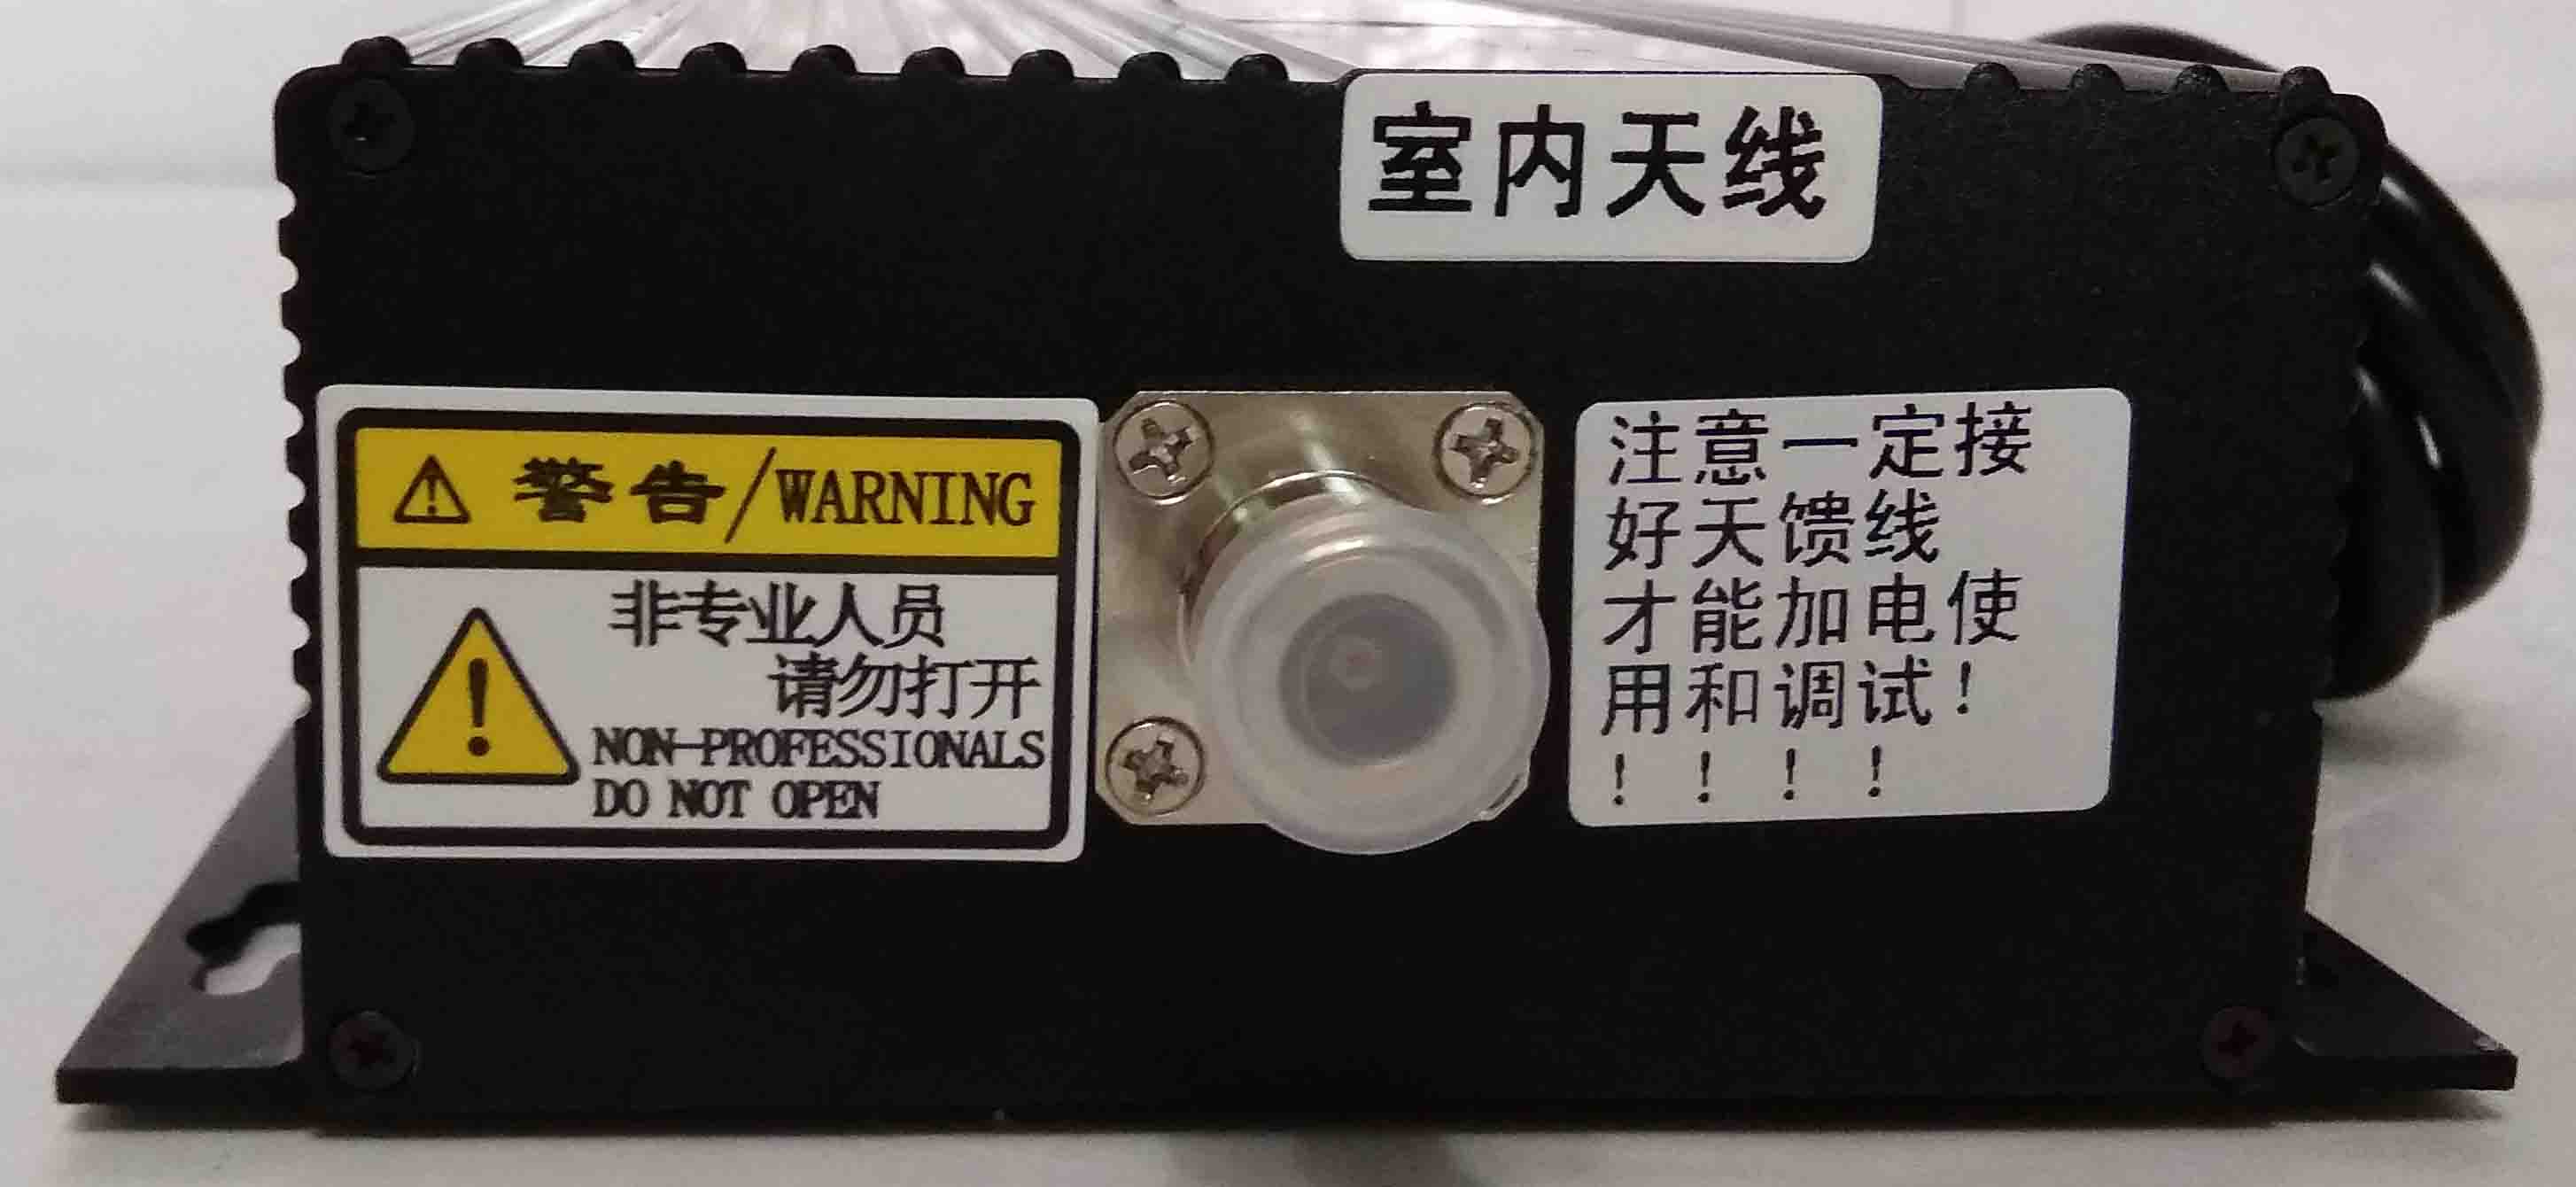 室内天线
警告/WARNING
非专业人员
请勿打开
NON-PROFESSIONALS
DO NOT OPEN
注意一定接
好天馈线
才能加电使
用和调试!
! ! ! !